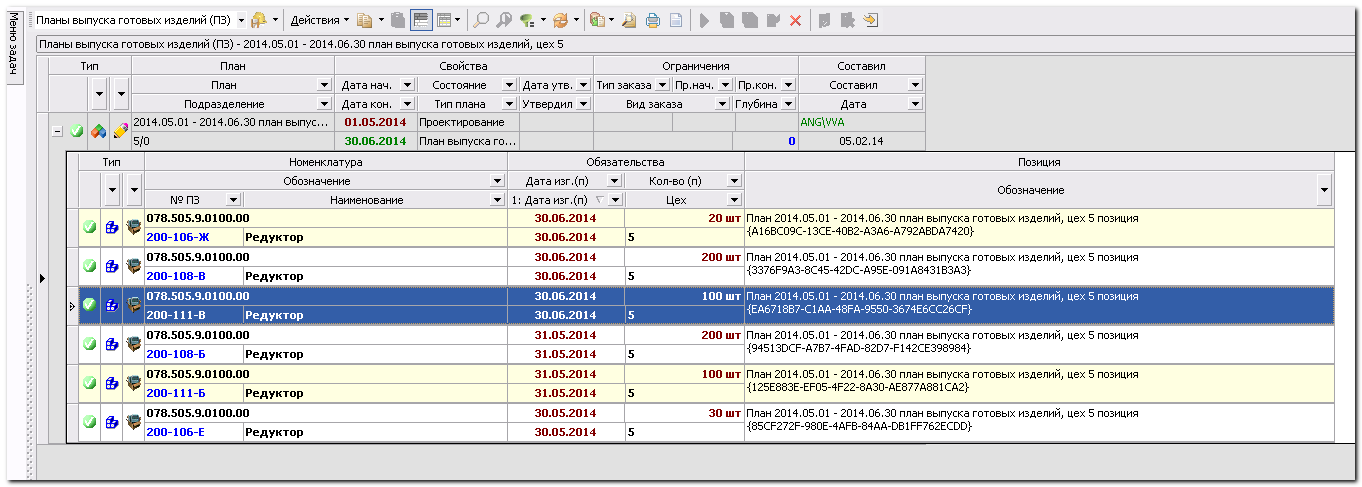 Меню задач
Планы выпуска готовых изделий (ПЗ) Действия
Планы выпуска готовых изделий (ПЗ) - 2014.05.01 - 2014.06.30 план выпуска готовых изделий, цех 5
Тип План Свойства Ограничения Составил
План Дата нач. Состояние Дата утв. Тип заказа Пр.нач. Пр.кон. Составил
Подразделение Дата кон. Тип плана Утвердил Вид заказа Глубина Дата
2014.05.01 - 2014.06.30 план выпус... 01.05.2014 Проектирование ANG\VVA
5/0 30.06.2014 План выпуска го... 0 05.02.14
Тип Номенклатура Обязательства Позиция
Обозначение Дата изг.(п) Кол-во (п) Обозначение
№ ПЗ Наименование 1: Дата изг.(п) Цех
078.505.9.0100.00 30.06.2014 20 шт План 2014.05.01 - 2014.06.30 план выпуска готовых изделий, цех 5 позиция
200-106-Ж Редуктор 30.06.2014 5 {A16BC09C-13CE-40B2-A3A6-A792ABDA7420}
078.505.9.0100.00 30.06.2014 200 шт План 2014.05.01 - 2014.06.30 план выпуска готовых изделий, цех 5 позиция
200-108-В Редуктор 30.06.2014 5 {3376F9A3-8C45-42DC-A95E-091A8431B3A3}
078.505.9.0100.00 30.06.2014 100 шт План 2014.05.01 - 2014.06.30 план выпуска готовых изделий, цех 5 позиция
200-111-В Редуктор 30.06.2014 5 {EA6718B7-C1AA-48FA-9550-3674E6CC26CF}
078.505.9.0100.00 31.05.2014 200 шт План 2014.05.01 - 2014.06.30 план выпуска готовых изделий, цех 5 позиция
200-108-Б Редуктор 31.05.2014 5 {94513DCF-A7B7-4FAD-82D7-F142CE398984}
078.505.9.0100.00 31.05.2014 100 шт План 2014.05.01 - 2014.06.30 план выпуска готовых изделий, цех 5 позиция
200-111-Б Редуктор 31.05.2014 5 {125E883E-EF05-4F22-8A30-AE877A881CA2}
078.505.9.0100.00 30.05.2014 30 шт План 2014.05.01 - 2014.06.30 план выпуска готовых изделий, цех 5 позиция
200-106-Е Редуктор 30.05.2014 5 {85CF272F-980E-4AFB-84AA-DB1FF762ECDD}